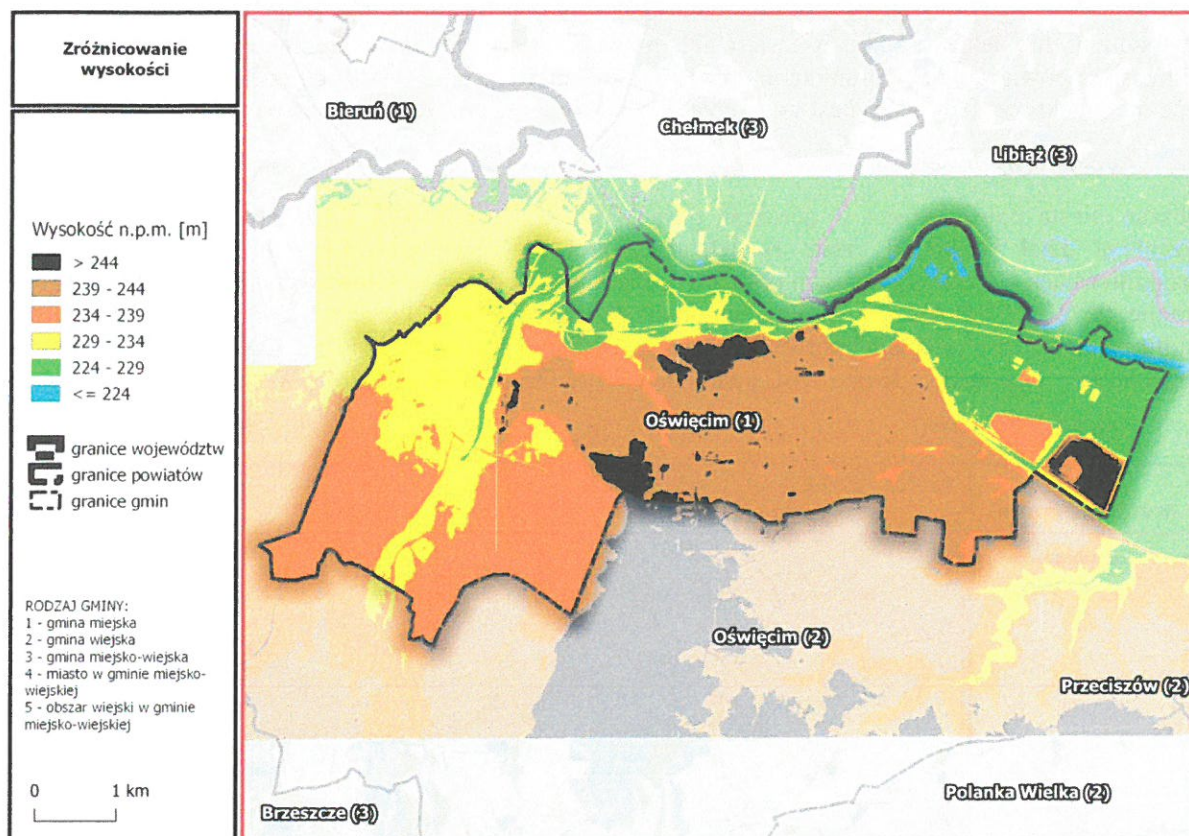 Zróżnicowanie
wysokości
Wysokość n.p.m. [m]
> 244
239 - 244
234 - 239
229 - 234
224 - 229
<= 224
granice województw
granice powiatów
granice gmin
RODZAJ GMINY:
1 - gmina miejska
2 - gmina wiejska
3 - gmina miejsko-wiejska
4 - miasto w gminie miejsko-
wiejskiej
5 - obszar wiejski w gminie
miejsko-wiejskiej
0 1 km
Bieruń (1)
Chełmek (3)
Libiąż (3)
Oświęcim (1)
Oświęcim (2)
Przeciszów (2)
Polanka Wielka (2)
Brzeszcze (3)